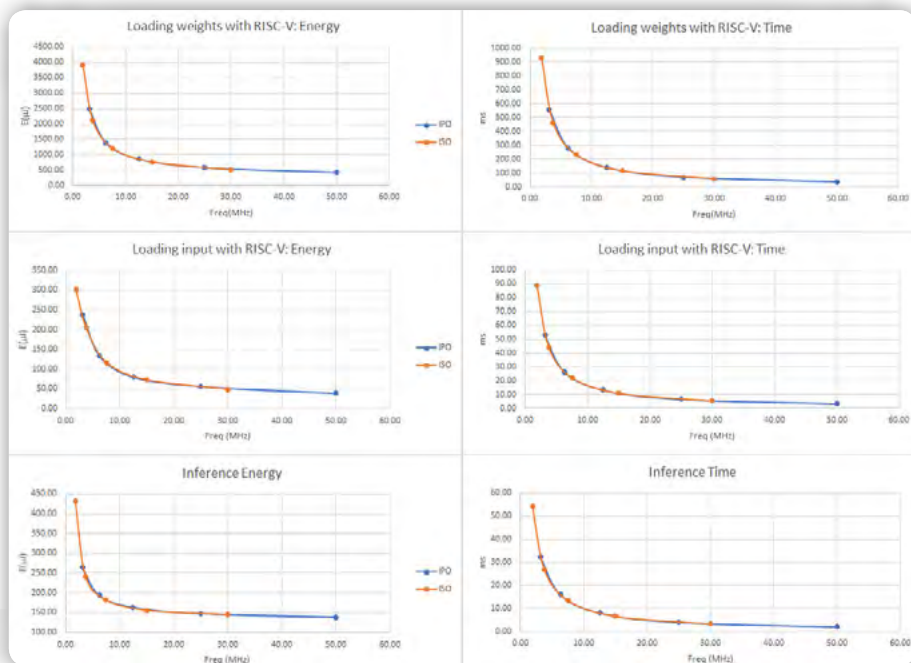 Loading weights with RISC-V: Energy
4500.00
4000.00
3500.00
3000.00
2500.00
2000.00
1500.00
1000.00
500.00
0.00
E(µJ)
0.00 10.00 20.00 30.00 40.00 50.00 60.00
Freq(MHz)
IPO
ISO
Loading weights with RISC-V: Time
1000.00
900.00
800.00
700.00
600.00
500.00
400.00
300.00
200.00
100.00
0.00
ms
0.00 10.00 20.00 30.00 40.00 50.00 60.00
Freq(MHz)
Loading input with RISC-V: Energy
350.00
300.00
250.00
200.00
150.00
100.00
50.00
0.00
E(µJ)
0.00 10.00 20.00 30.00 40.00 50.00 60.00
Freq (MHz)
IPO
ISO
Loading input with RISC-V: Time
100.00
90.00
80.00
70.00
60.00
50.00
40.00
30.00
20.00
10.00
0.00
ms
0.00 10.00 20.00 30.00 40.00 50.00 60.00
Freq (MHz)
Inference Energy
450.00
400.00
350.00
300.00
250.00
200.00
150.00
100.00
E(µJ)
0.00 10.00 20.00 30.00 40.00 50.00 60.00
Freq (MHz)
IPO
ISO
Inference Time
60.00
50.00
40.00
30.00
20.00
10.00
0.00
ms
0.00 10.00 20.00 30.00 40.00 50.00 60.00
Freq (MHz)